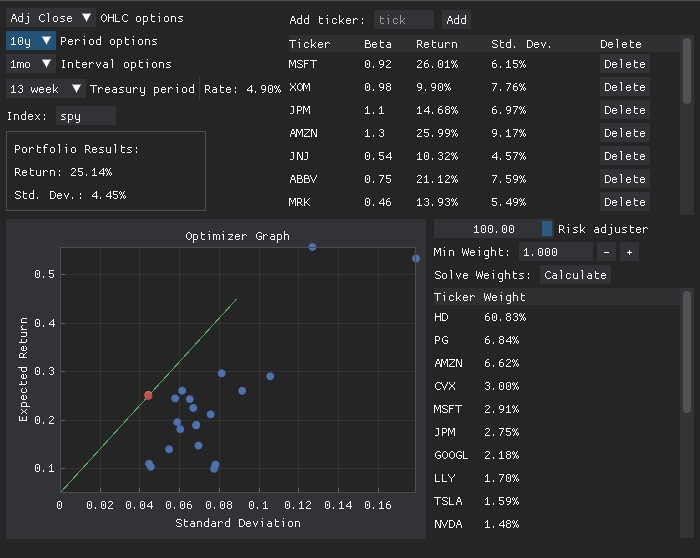 Adj Close ▼ OHLC options
10y ▼ Period options
1mo ▼ Interval options
13 week ▼ Treasury period Rate: 4.90%
Index: spy
Portfolio Results:
Return: 25.14%
Std. Dev.: 4.45%
Add ticker: tick Add
Ticker Beta Return Std. Dev. Delete
MSFT 0.92 26.01% 6.15% Delete
XOM 0.98 9.90% 7.76% Delete
JPM 1.1 14.68% 6.97% Delete
AMZN 1.3 25.99% 9.17% Delete
JNJ 0.54 10.32% 4.57% Delete
ABBV 0.75 21.12% 7.59% Delete
MRK 0.46 13.93% 5.49% Delete
Optimizer Graph
Expected Return
0.5
0.4
0.3
0.2
0.1
0 0.02 0.04 0.06 0.08 0.1 0.12 0.14 0.16
Standard Deviation
100.00 Risk adjuster
Min Weight: 1.000 - +
Solve Weights: Calculate
Ticker Weight
HD 60.83%
PG 6.84%
AMZN 6.62%
CVX 3.00%
MSFT 2.91%
JPM 2.75%
GOOGL 2.18%
LLY 1.70%
TSLA 1.59%
NVDA 1.48%